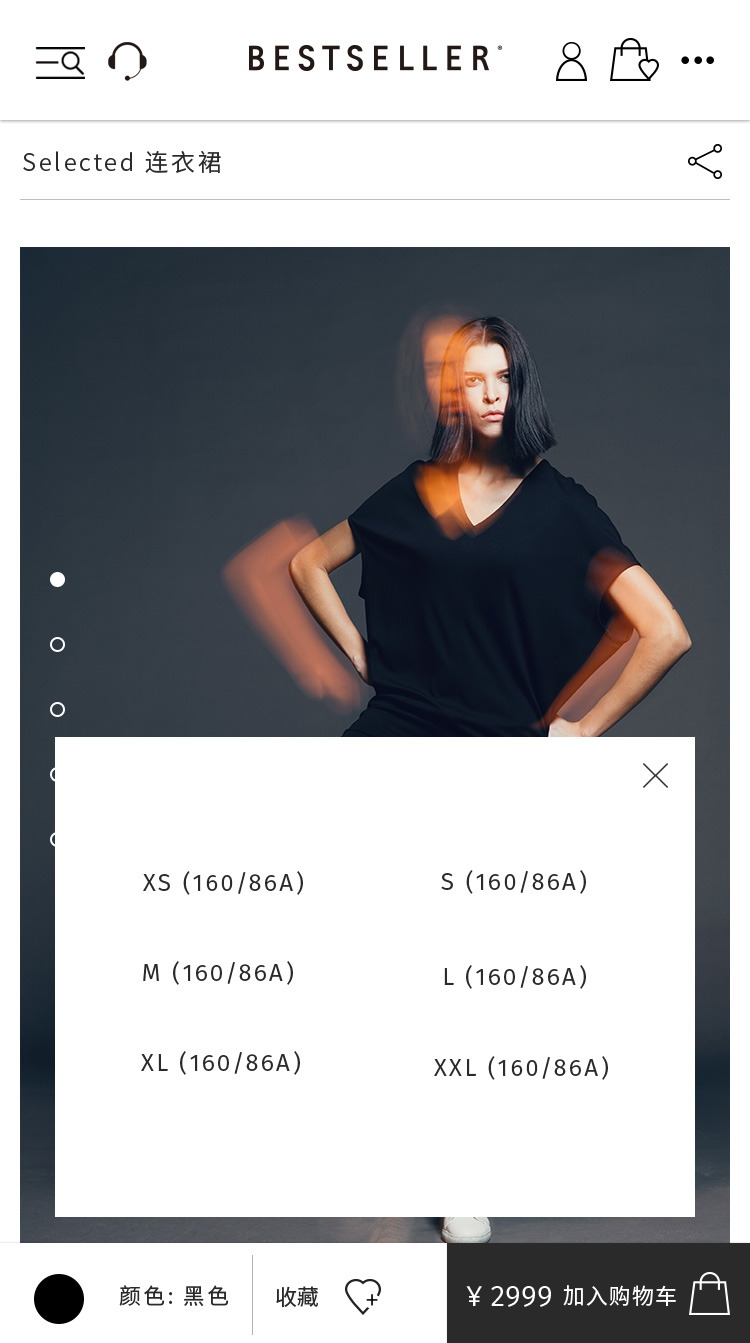 BESTSELLER
Selected 连衣裙
XS (160/86A)
S (160/86A)
M (160/86A)
L (160/86A)
XL (160/86A)
XXL (160/86A)
颜色: 黑色
收藏
¥ 2999 加入购物车